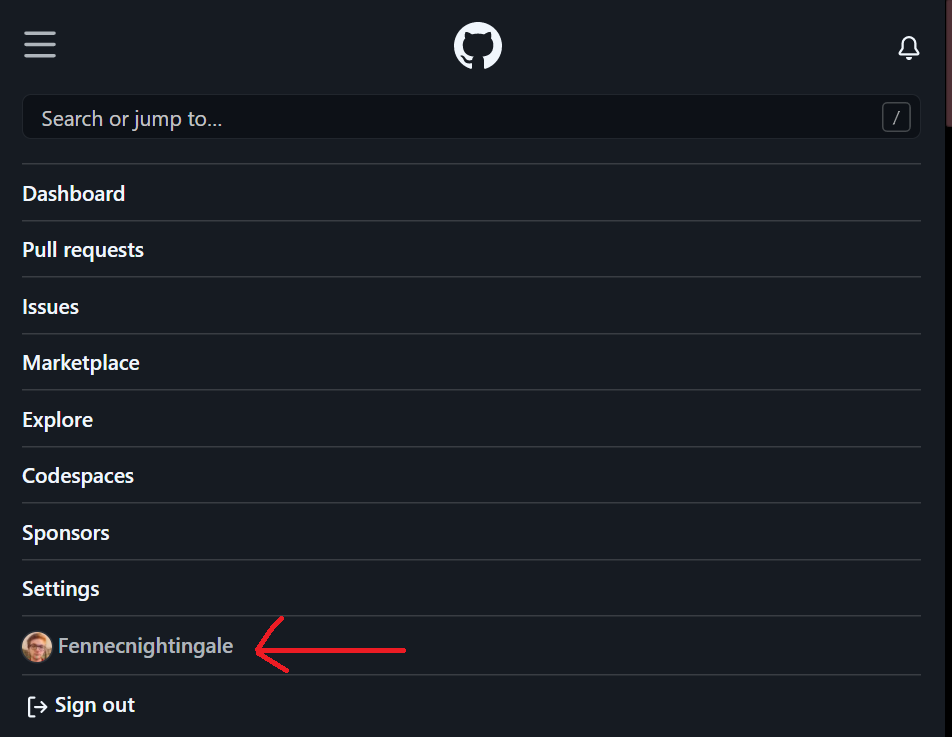 Search or jump to...
/
Dashboard
Pull requests
Issues
Marketplace
Explore
Codespaces
Sponsors
Settings
Fennecnightingale
Sign out